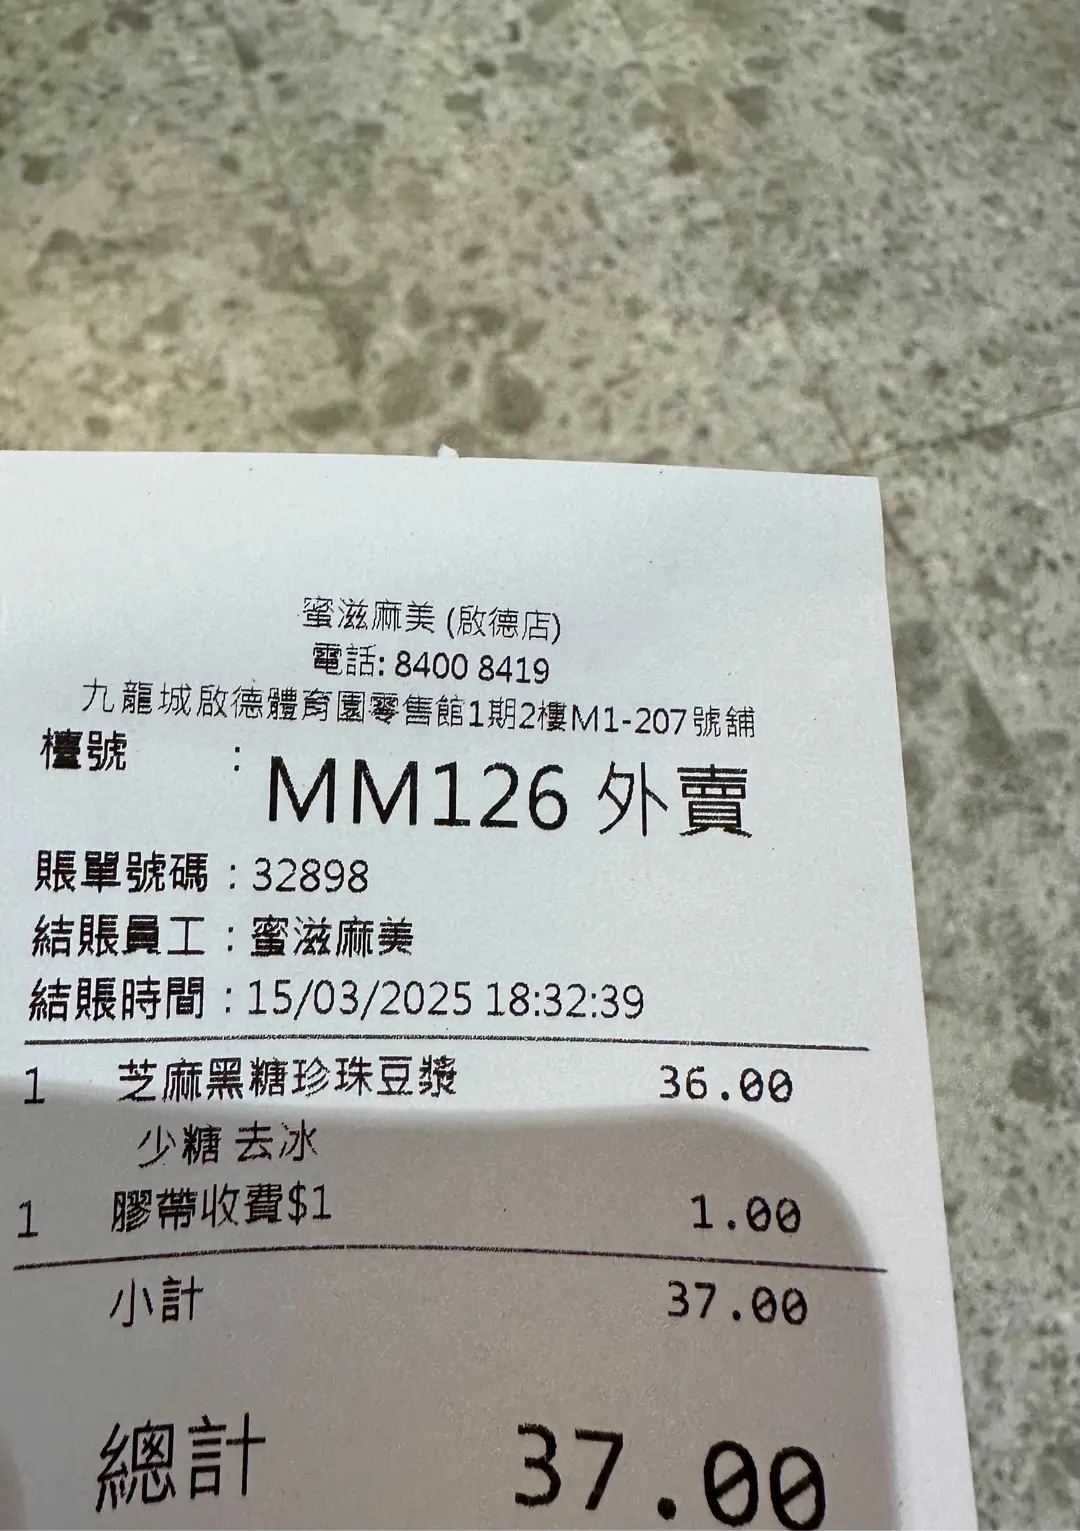 蜜滋麻美 (啟德店)
電話: 8400 8419
九龍城啟德體育園零售館1期2樓M1-207號舖
檯號 : MM126 外賣
賬單號碼 : 32898
結賬員工 : 蜜滋麻美
結賬時間 : 15/03/2025 18:32:39
1 芝麻黑糖珍珠豆漿 36.00
少糖 去冰
1 膠帶收費$1 1.00
小計 37.00
總計 37.00